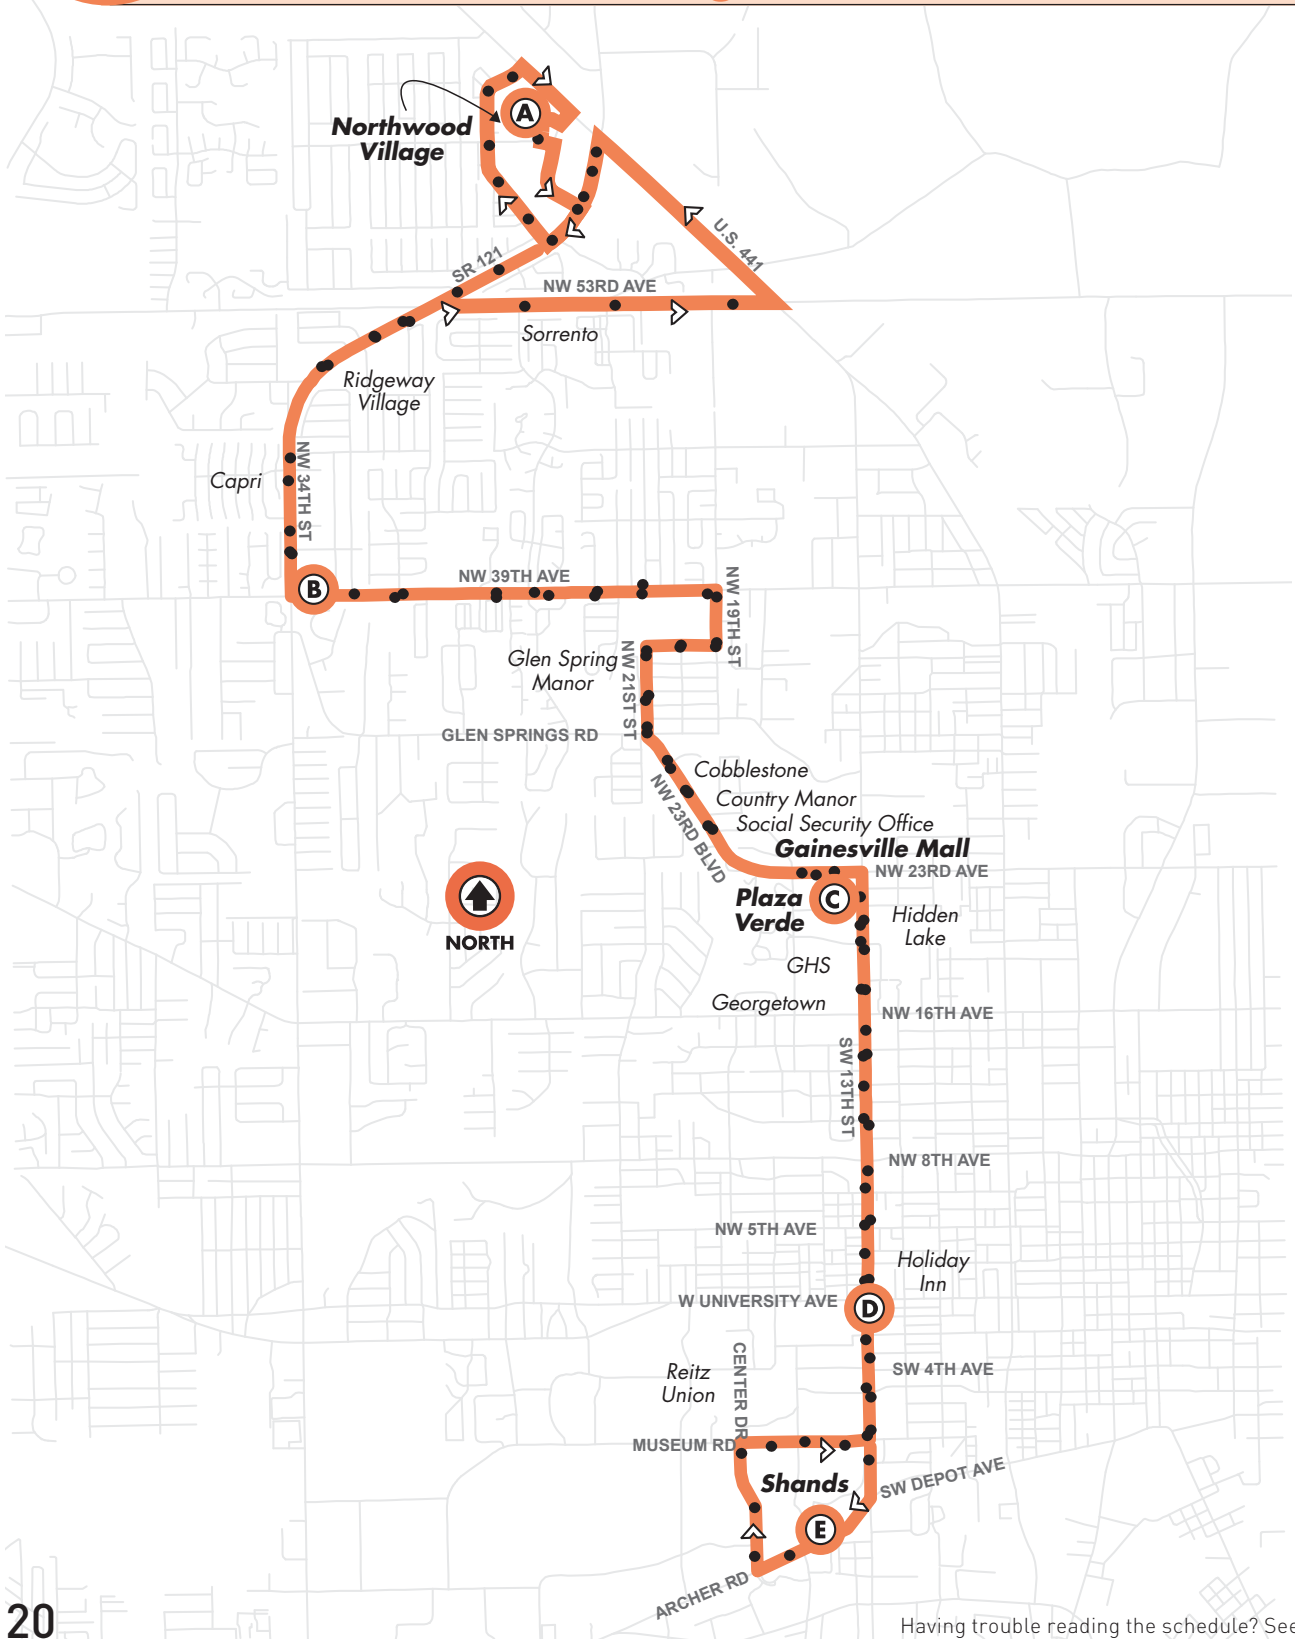 A
Northwood
Village
SR 121
U.S. 441
NW 53RD AVE
Sorrento
Ridgeway
Village
Capri
NW 34TH ST
B
NW 39TH AVE
NW 19TH ST
Glen Spring
Manor
NW 21ST ST
GLEN SPRINGS RD
Cobblestone
NW 23RD BLVD
Country Manor
Social Security Office
Gainesville Mall
NW 23RD AVE
Plaza
Verde
C
Hidden
Lake
NORTH
GHS
Georgetown
NW 16TH AVE
SW 13TH ST
NW 8TH AVE
NW 5TH AVE
Holiday
Inn
W UNIVERSITY AVE
D
CENTER DR
Reitz
Union
SW 4TH AVE
MUSEUM RD
Shands
SW DEPOT AVE
E
ARCHER RD
20
Having trouble reading the schedule? See